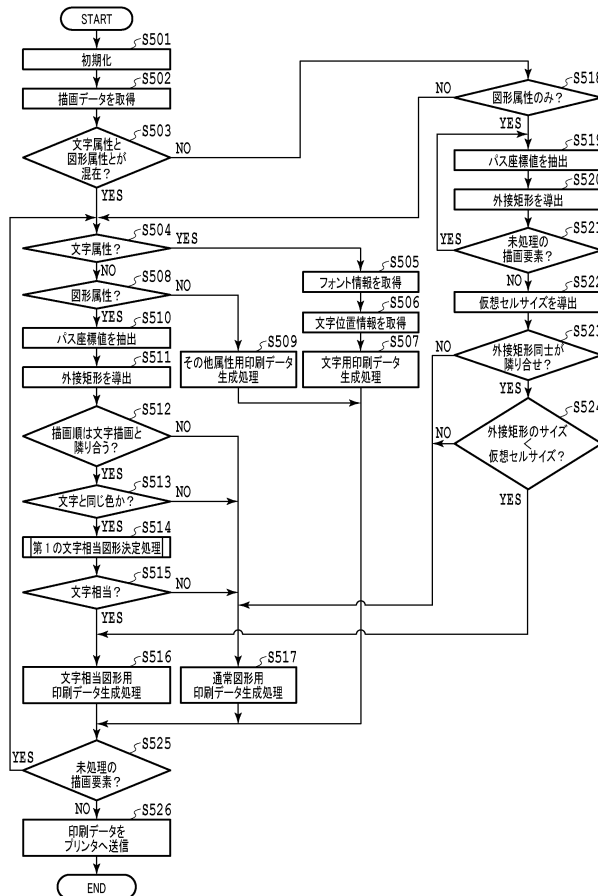 START
S501
初期化
S502
描画データを取得
S503
文字属性と
図形属性とが
混在？
NO
YES
S504
文字属性？
YES
NO
S505
フォント情報を取得
S506
文字位置情報を取得
S507
文字用印刷データ
生成処理
S508
図形属性？
NO
YES
S509
その他属性用印刷データ
生成処理
S510
パス座標値を抽出
S511
外接矩形を導出
S512
描画順は文字描画と
隣り合う？
NO
YES
S513
文字と同じ色か？
NO
YES
S514
第1の文字相当図形決定処理
S515
文字相当？
NO
YES
S516
文字相当図形用
印刷データ生成処理
S517
通常図形用
印刷データ生成処理
S518
図形属性のみ？
NO
YES
S519
パス座標値を抽出
S520
外接矩形を導出
S521
未処理の
描画要素？
YES
NO
S522
仮想セルサイズを導出
S523
外接矩形同士が
隣り合せ？
NO
YES
S524
外接矩形のサイズ
<
仮想セルサイズ？
NO
YES
S525
未処理の
描画要素？
YES
NO
S526
印刷データを
プリンタへ送信
END